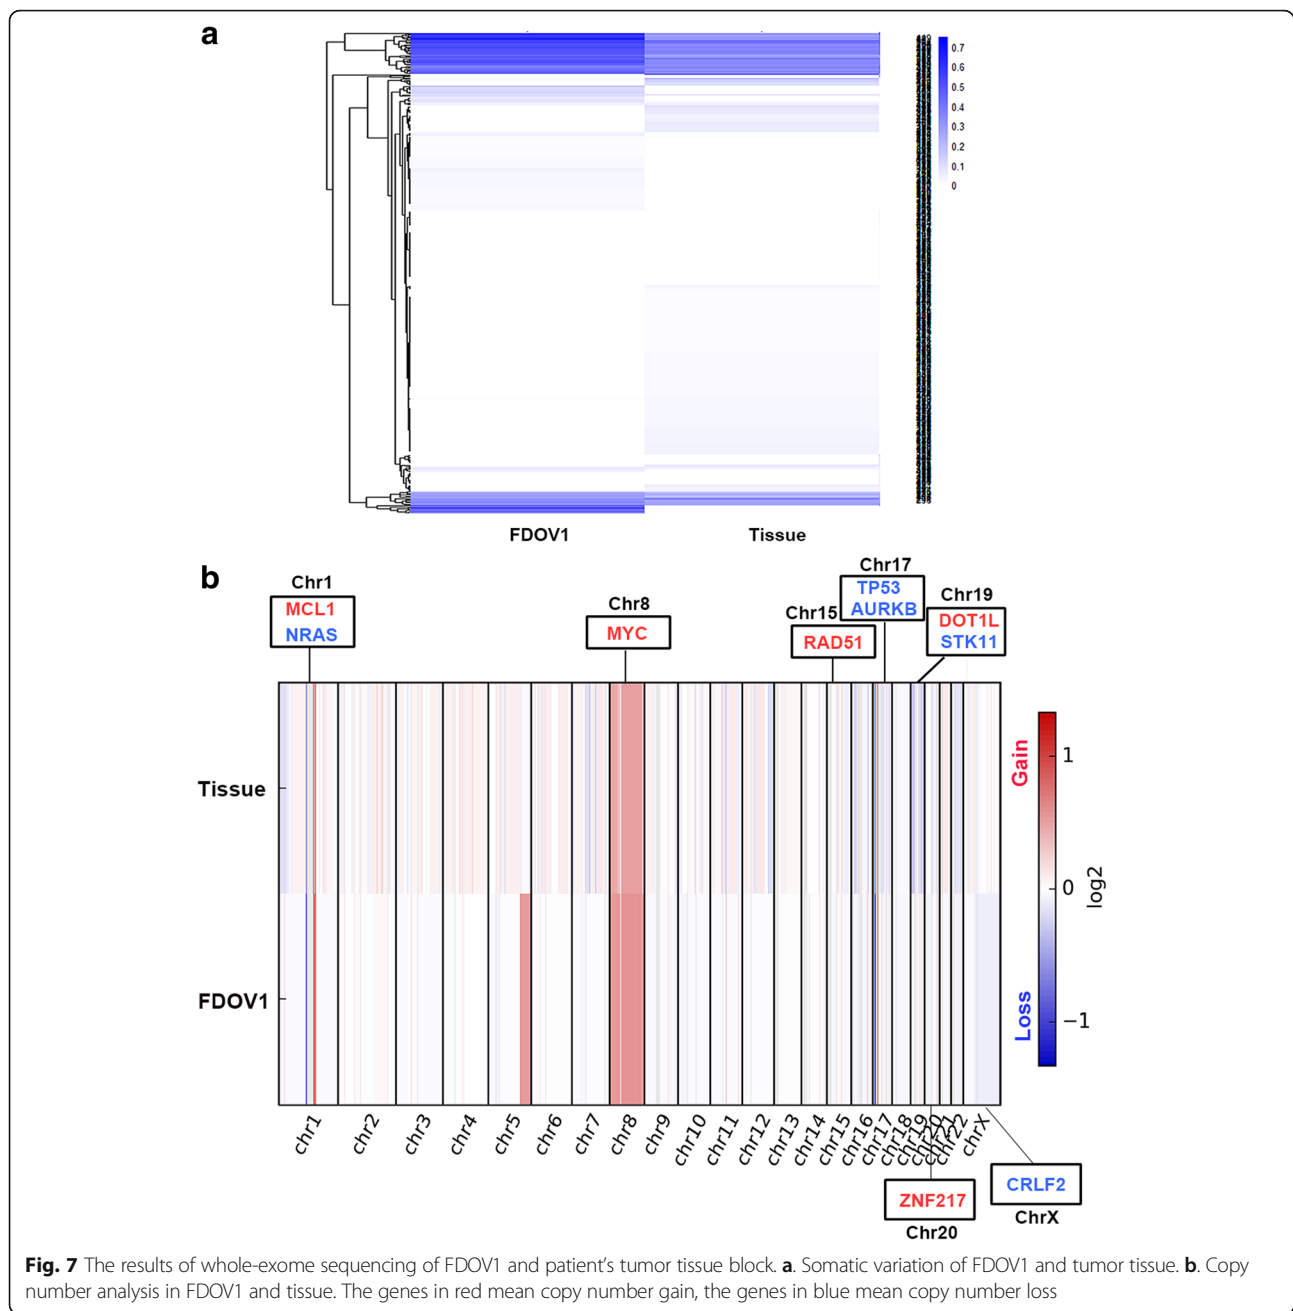 a
0.7
0.6
0.5
0.4
0.3
0.2
0.1
0
FDOV1
Tissue
b
Chr1
MCL1
NRAS
Chr8
MYC
Chr15
RAD51
Chr17
TP53
AURKB
Chr19
DOT1L
STK11
Tissue
FDOV1
Gain
Loss
1
0
−1
log2
chr1
chr2
chr3
chr4
chr5
chr6
chr7
chr8
chr9
chr10
chr11
chr12
chr13
chr14
chr15
chr16
chr17
chr18
chr19
chr20
chr21
chr22
chrX
ZNF217
Chr20
CRLF2
ChrX
Fig. 7 The results of whole-exome sequencing of FDOV1 and patient's tumor tissue block. a. Somatic variation of FDOV1 and tumor tissue. b. Copy
number analysis in FDOV1 and tissue. The genes in red mean copy number gain, the genes in blue mean copy number loss